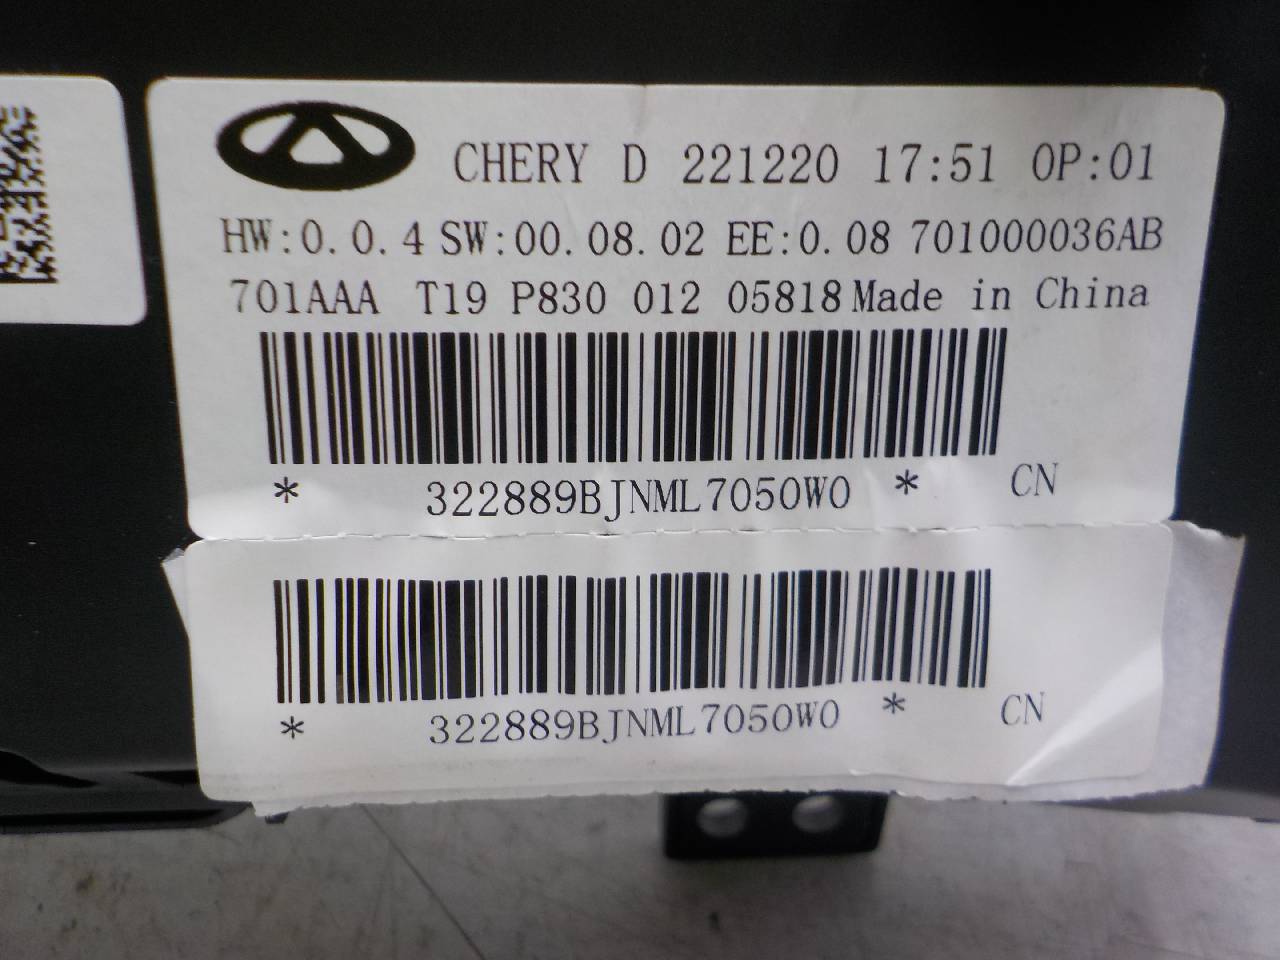 CHERY D 221220 17:51 OP:01
HW:0.0.4 SW:00.08.02 EE:0.08 701000036AB
701AAA T19 P830 012 05818 Made in China
* 322889BJNML7050W0 * CN
* 322889BJNML7050W0 * CN